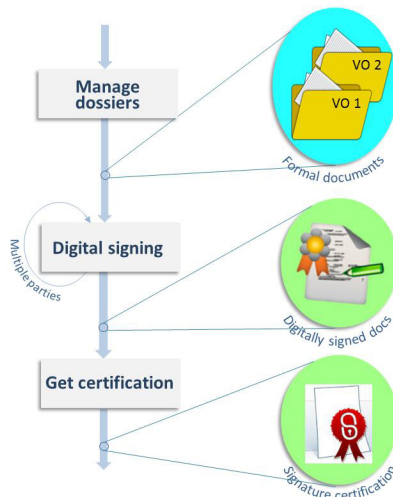 Manage
dossiers
VO 2
VO 1
Formal documents
Multiple parties
Digital signing
Digitally signed docs
Get certification
Signature certification